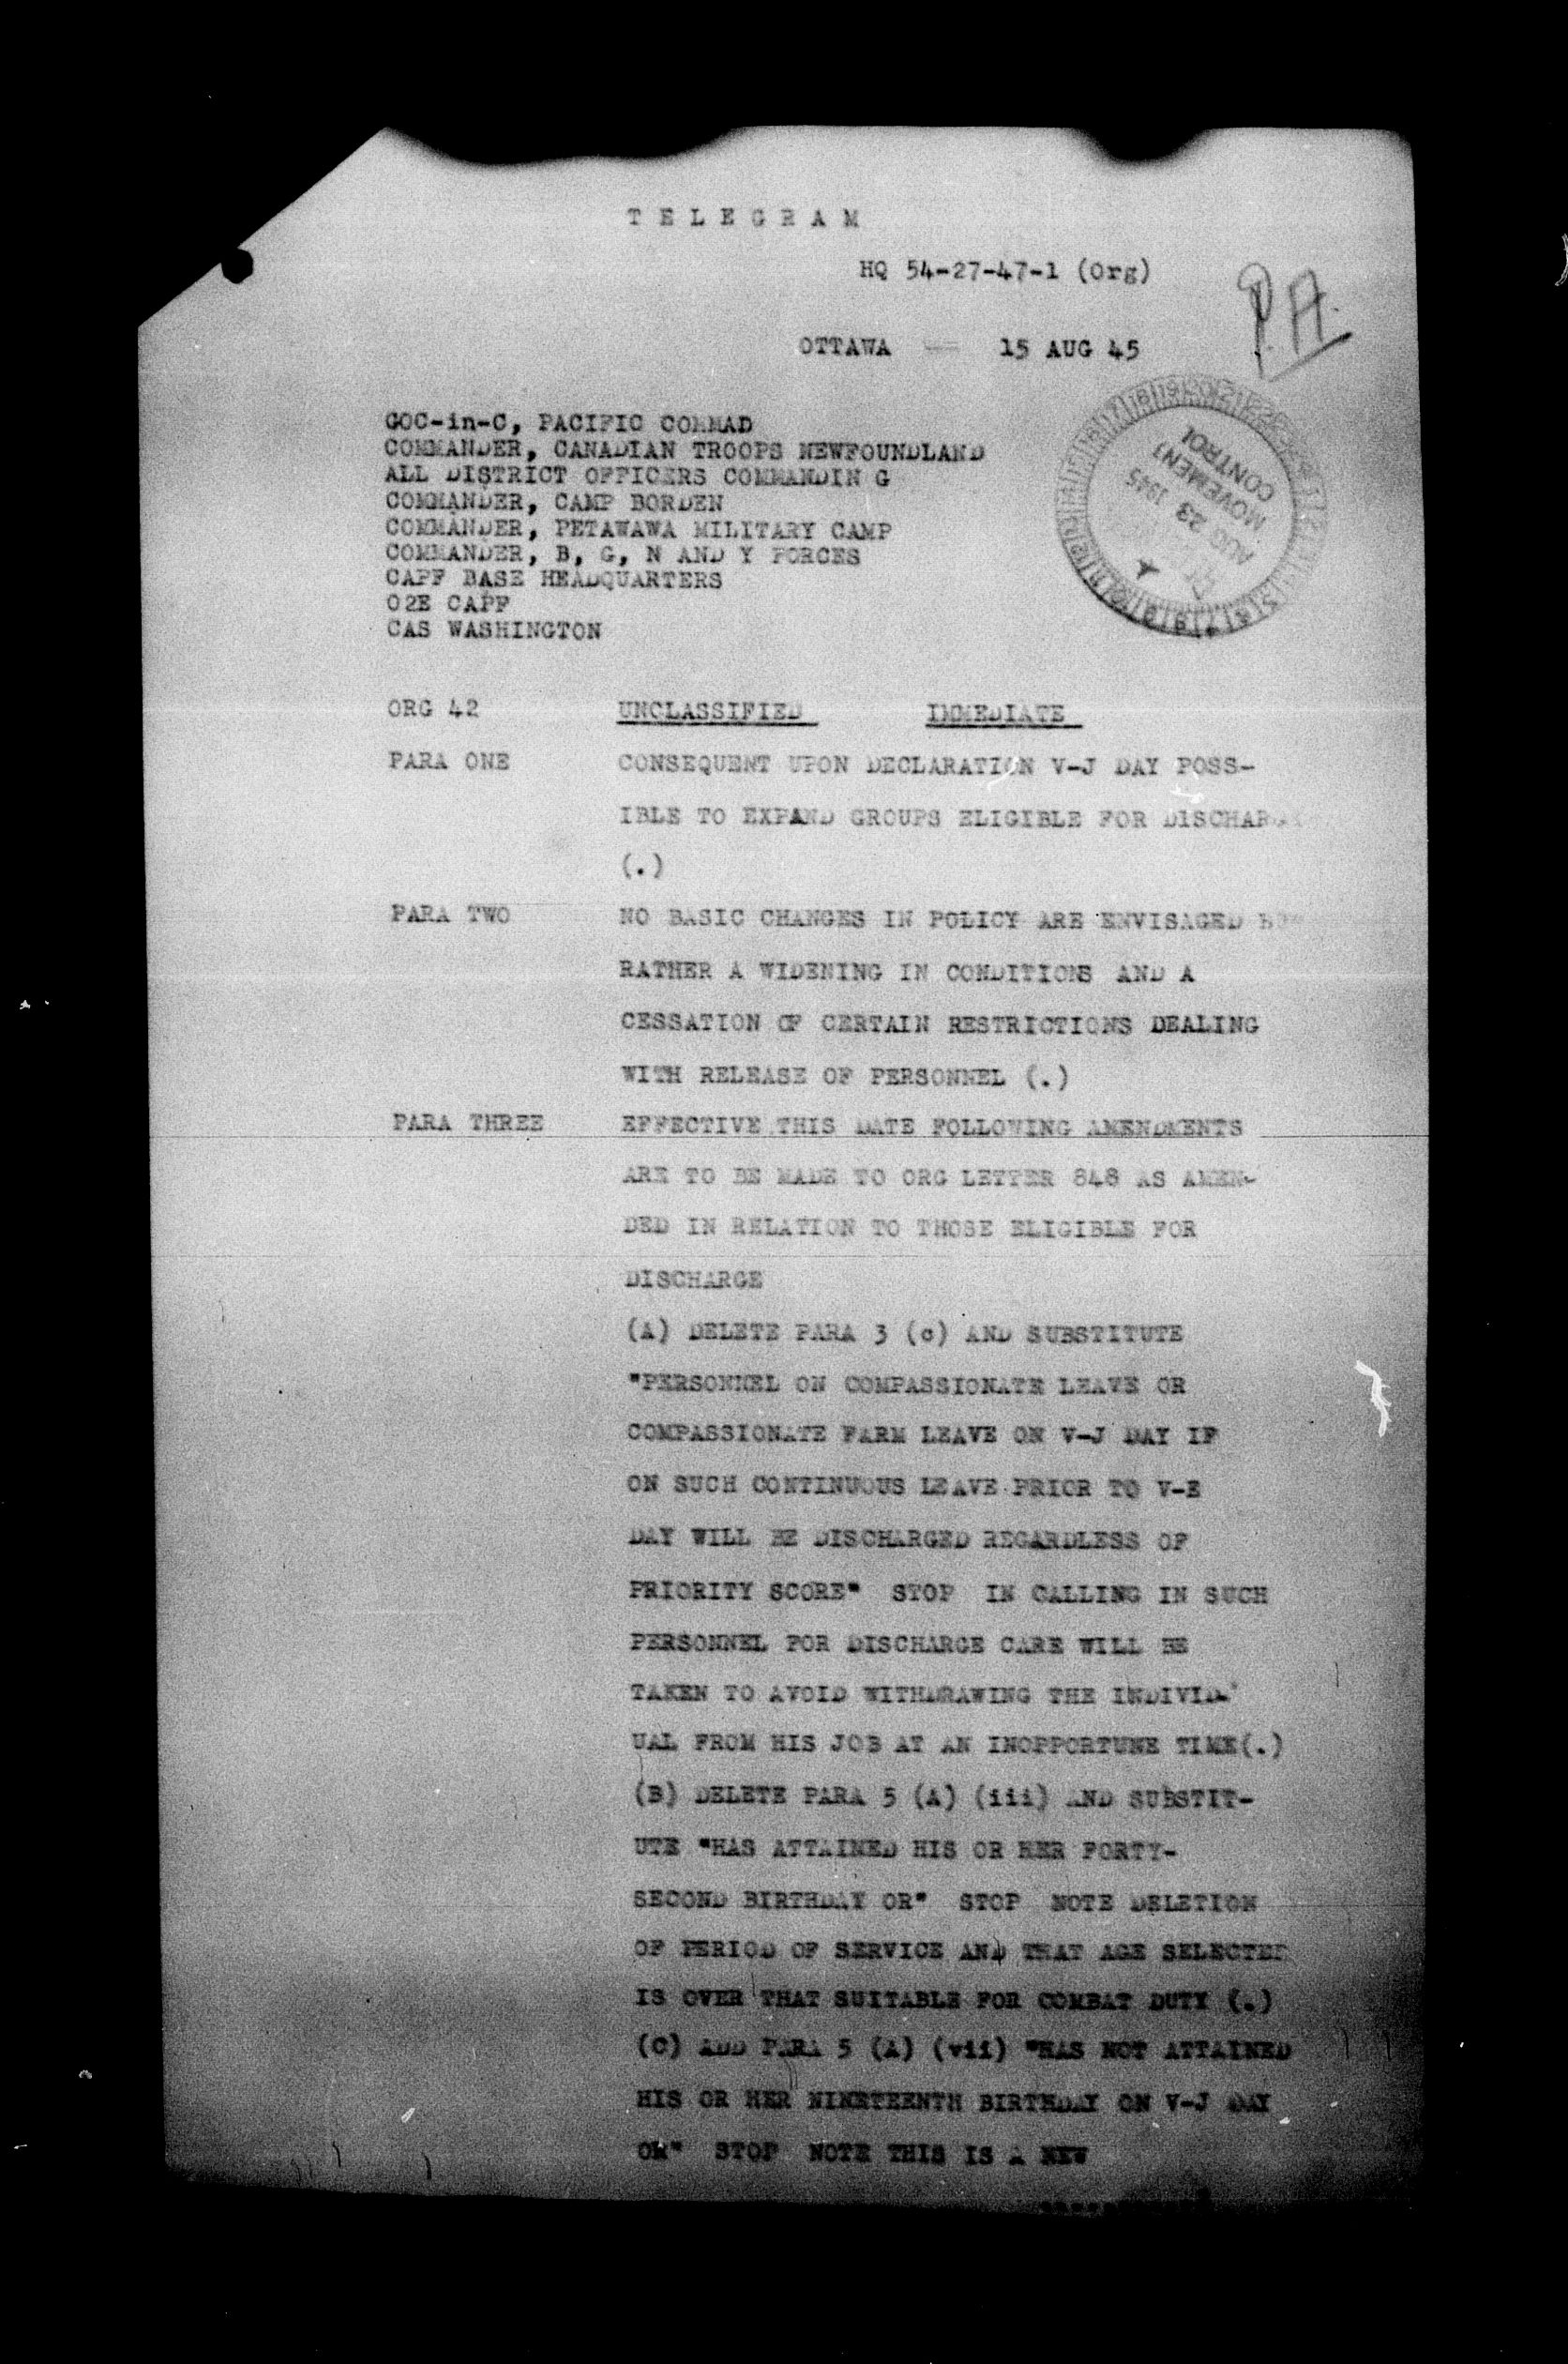 TELEGRAM
HQ 54-27-47-1 (Org)
P.A.
OTTAWA — 15 AUG 45
MOVEMENT CONTROL
AUG 23 1945
GOC-in-C, PACIFIC COMMAD
COMMANDER, CANADIAN TROOPS NEWFOUNDLAND
ALL DISTRICT OFFICERS COMMANDIN G
COMMANDER, CAMP BORDEN
COMMANDER, PETAWAWA MILITARY CAMP
COMMANDER, B, G, N AND Y FORCES
CAPF BASE HEADQUARTERS
O2E CAPF
CAS WASHINGTON
ORG 42 UNCLASSIFIED IMMEDIATE
PARA ONE CONSEQUENT UPON DECLARATION V-J DAY POSS-
IBLE TO EXPAND GROUPS ELIGIBLE FOR DISCHARGE
(.)
PARA TWO NO BASIC CHANGES IN POLICY ARE ENVISAGED
RATHER A WIDENING IN CONDITIONS AND A
CESSATION OF CERTAIN RESTRICTIONS DEALING
WITH RELEASE OF PERSONNEL (.)
PARA THREE EFFECTIVE THIS DATE FOLLOWING AMENDMENTS
ARE TO BE MADE TO ORG LETTER 848 AS AMEN-
DED IN RELATION TO THOSE ELIGIBLE FOR
DISCHARGE
(A) DELETE PARA 3 (c) AND SUBSTITUTE
"PERSONNEL ON COMPASSIONATE LEAVE OR
COMPASSIONATE FARM LEAVE ON V-J DAY IF
ON SUCH CONTINUOUS LEAVE PRIOR TO V-E
DAY WILL BE DISCHARGED REGARDLESS OF
PRIORITY SCORE" STOP IN CALLING IN SUCH
PERSONNEL FOR DISCHARGE CARE WILL BE
TAKEN TO AVOID WITHDRAWING THE INDIVID-
UAL FROM HIS JOB AT AN INOPPORTUNE TIME(.)
(B) DELETE PARA 5 (A) (iii) AND SUBSTIT-
UTE "HAS ATTAINED HIS OR HER FORTY-
SECOND BIRTHDAY OR" STOP NOTE DELETION
OF PERIOD OF SERVICE AND THAT AGE SELECTED
IS OVER THAT SUITABLE FOR COMBAT DUTY (.)
(C) ADD PARA 5 (A) (vii) "HAS NOT ATTAINED
HIS OR HER NINETEENTH BIRTHDAY ON V-J DAY
OR" STOP NOTE THIS IS A NEW